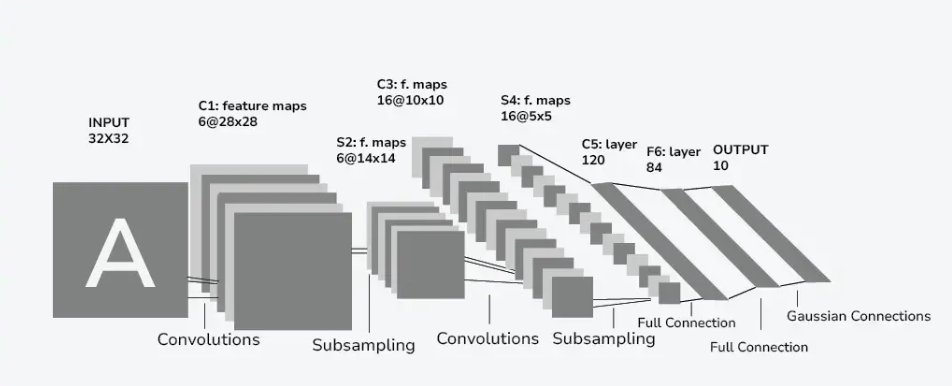 INPUT
32X32
C1: feature maps
6@28x28
S2: f. maps
6@14x14
C3: f. maps
16@10x10
S4: f. maps
16@5x5
C5: layer
120
F6: layer
84
OUTPUT
10
A
Convolutions
Subsampling
Convolutions
Subsampling
Full Connection
Full Connection
Gaussian Connections